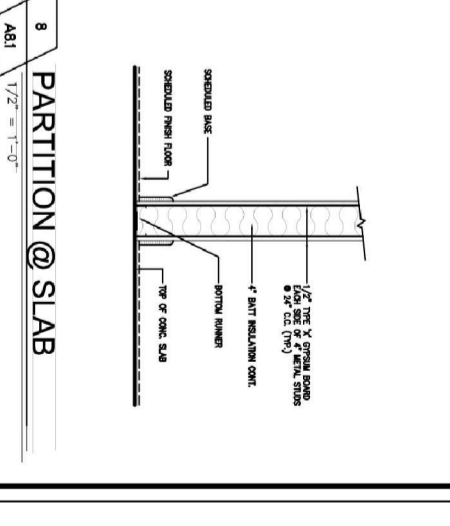 1/2" TYPE 'X' GYPSUM BOARD
EACH SIDE OF 4" METAL STUDS
@ 24" C.C. (TYP.)
4" BATT INSULATION CONT.
BOTTOM RUNNER
TOP OF CONC. SLAB
SCHEDULED BASE
SCHEDULED FINISH FLOOR
8
A8.1
PARTITION @ SLAB
1/2" = 1'-0"